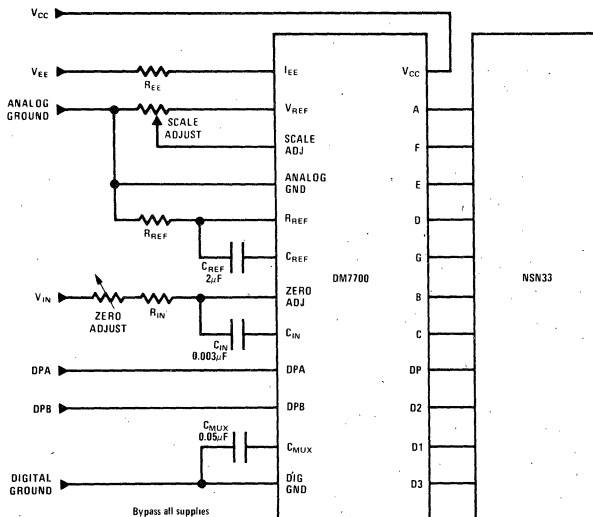 VCC
VEE
REE
IEE
VCC
ANALOG
GROUND
SCALE
ADJUST
VREF
A
SCALE
ADJ
F
ANALOG
GND
E
RREF
RREF
D
CREF
2µF
CREF
G
DM7700
NSN33
VIN
ZERO
ADJUST
RIN
ZERO
ADJ
B
CIN
0.003µF
CIN
C
DPA
DPA
DP
DPB
DPB
D2
CMUX
0.05µF
CMUX
D1
DIGITAL
GROUND
DIG
GND
D3
Bypass all supplies